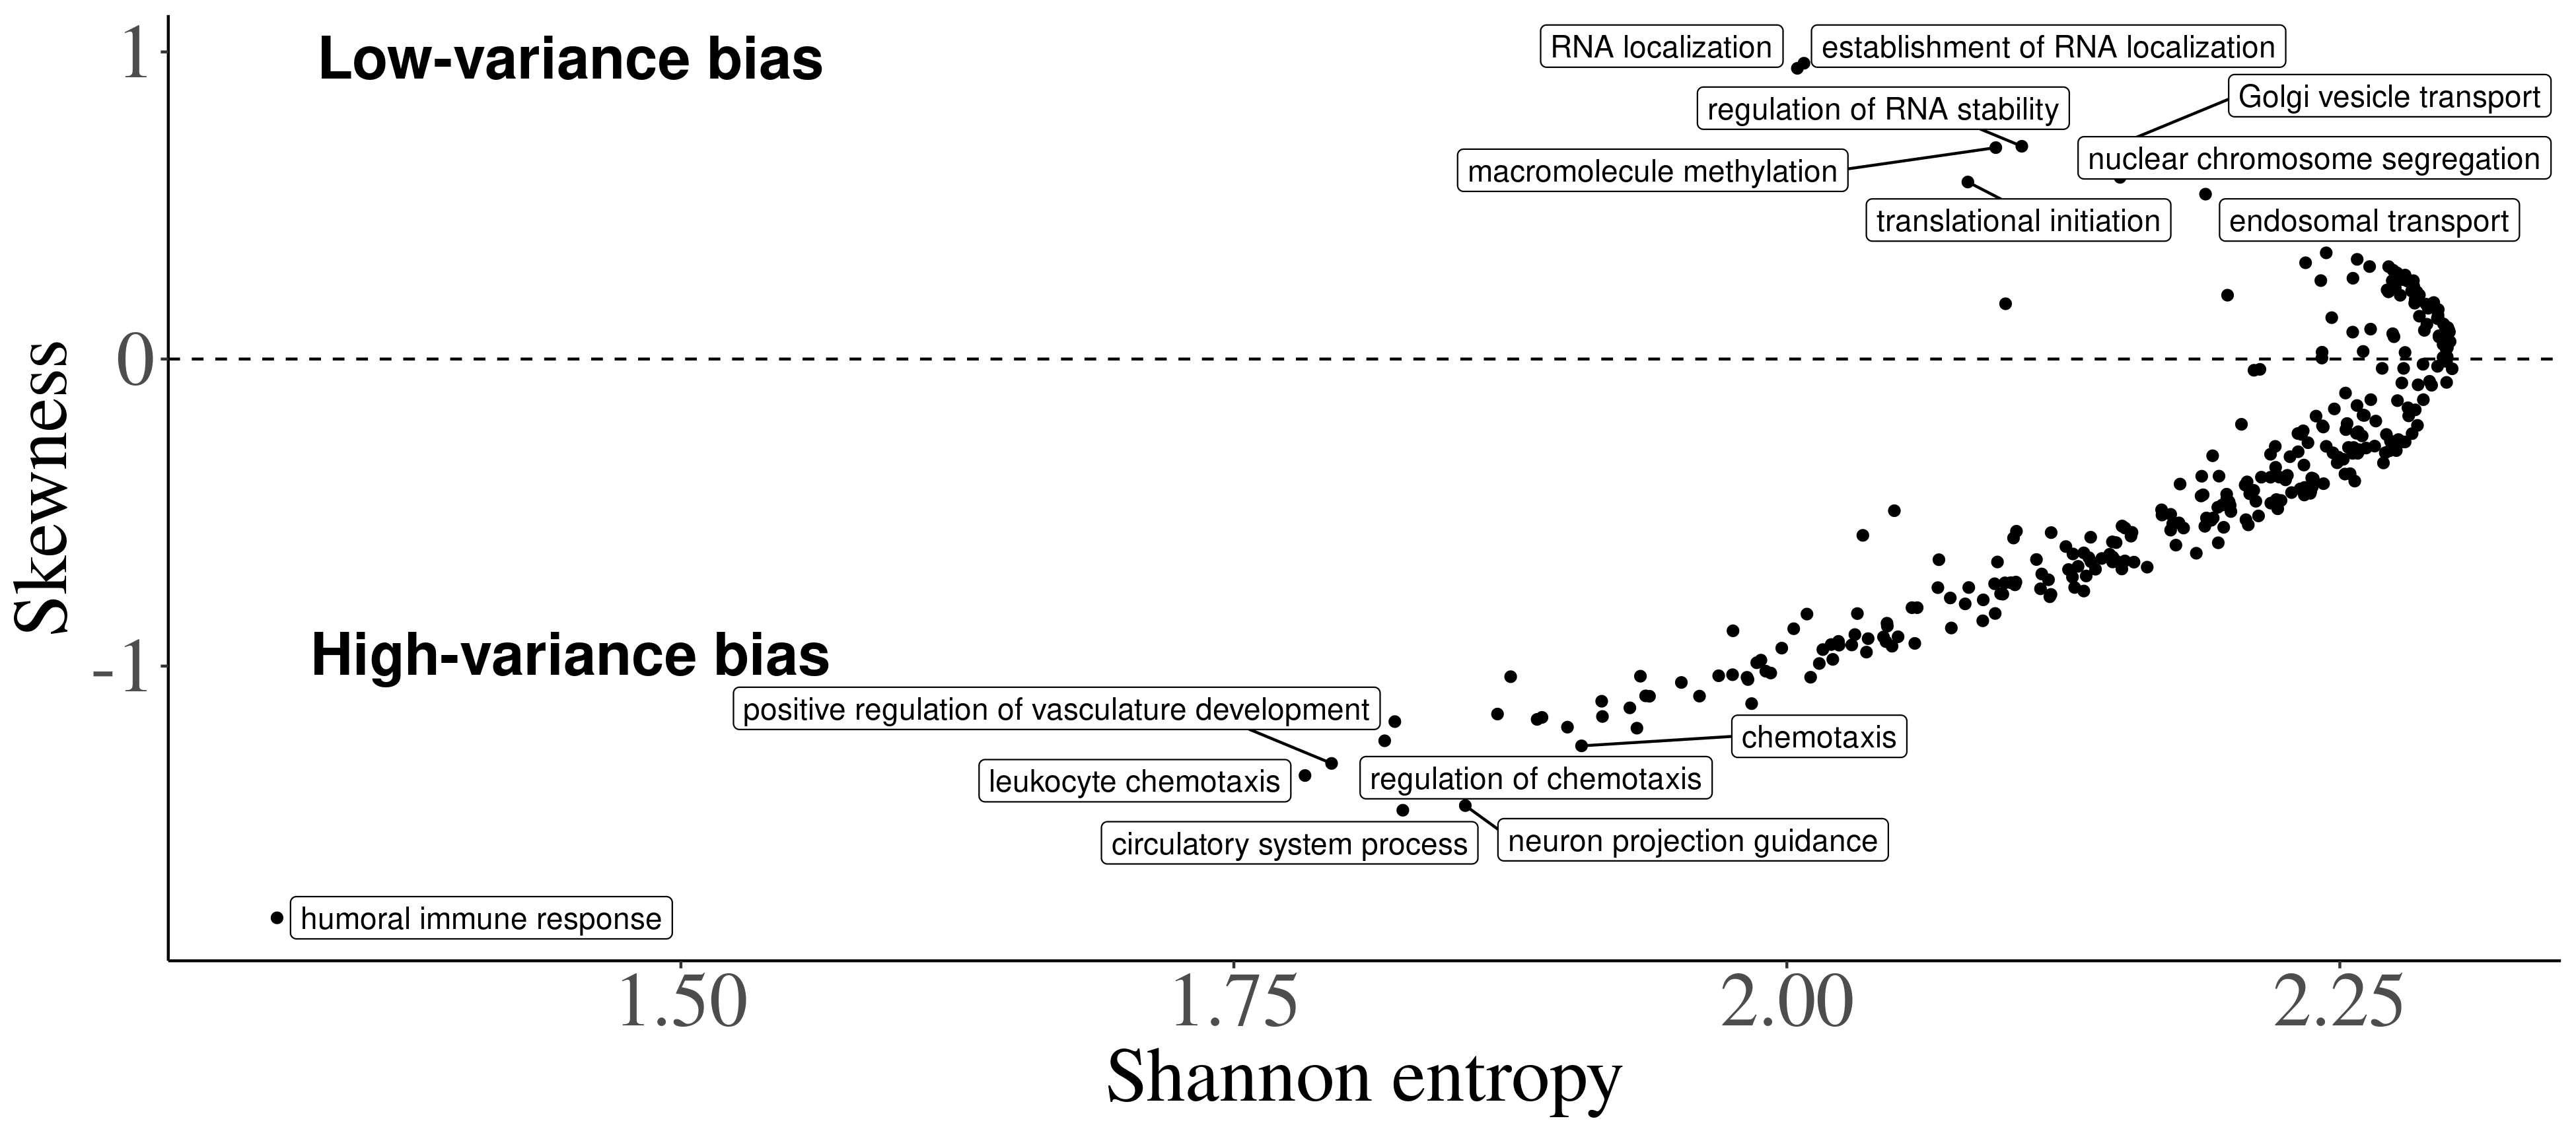 Low-variance bias
RNA localization
establishment of RNA localization
Golgi vesicle transport
regulation of RNA stability
nuclear chromosome segregation
macromolecule methylation
translational initiation
endosomal transport
1
0
-1
Skewness
High-variance bias
positive regulation of vasculature development
chemotaxis
leukocyte chemotaxis
regulation of chemotaxis
circulatory system process
neuron projection guidance
humoral immune response
1.50
1.75
2.00
2.25
Shannon entropy